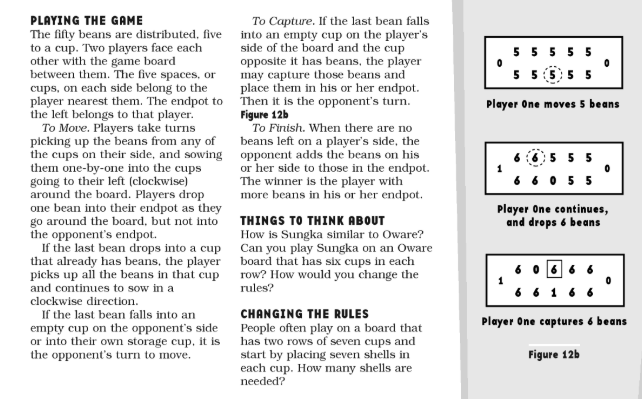 PLAYING THE GAME
The fifty beans are distributed, five
to a cup. Two players face each
other with the game board
between them. The five spaces, or
cups, on each side belong to the
player nearest them. The endpot to
the left belongs to that player.
To Move. Players take turns
picking up the beans from any of
the cups on their side, and sowing
them one-by-one into the cups
going to their left (clockwise)
around the board. Players drop
one bean into their endpot as they
go around the board, but not into
the opponent's endpot.
If the last bean drops into a cup
that already has beans, the player
picks up all the beans in that cup
and continues to sow in a
clockwise direction.
If the last bean falls into an
empty cup on the opponent's side
or into their own storage cup, it is
the opponent's turn to move.
To Capture. If the last bean falls
into an empty cup on the player's
side of the board and the cup
opposite it has beans, the player
may capture those beans and
place them in his or her endpot.
Then it is the opponent's turn.
Figure 12b
To Finish. When there are no
beans left on a player's side, the
opponent adds the beans on his
or her side to those in the endpot.
The winner is the player with
more beans in his or her endpot.
THINGS TO THINK ABOUT
How is Sungka similar to Oware?
Can you play Sungka on an Oware
board that has six cups in each
row? How would you change the
rules?
CHANGING THE RULES
People often play on a board that
has two rows of seven cups and
start by placing seven shells in
each cup. How many shells are
needed?
5 5 5 5 5
0 0
5 5 5 5 5
Player One moves 5 beans
6 6 5 5 5
1 0
6 6 0 5 5
Player One continues,
and drops 6 beans
6 0 6 6 6
1 0
6 6 1 6 6
Player One captures 6 beans
Figure 12b